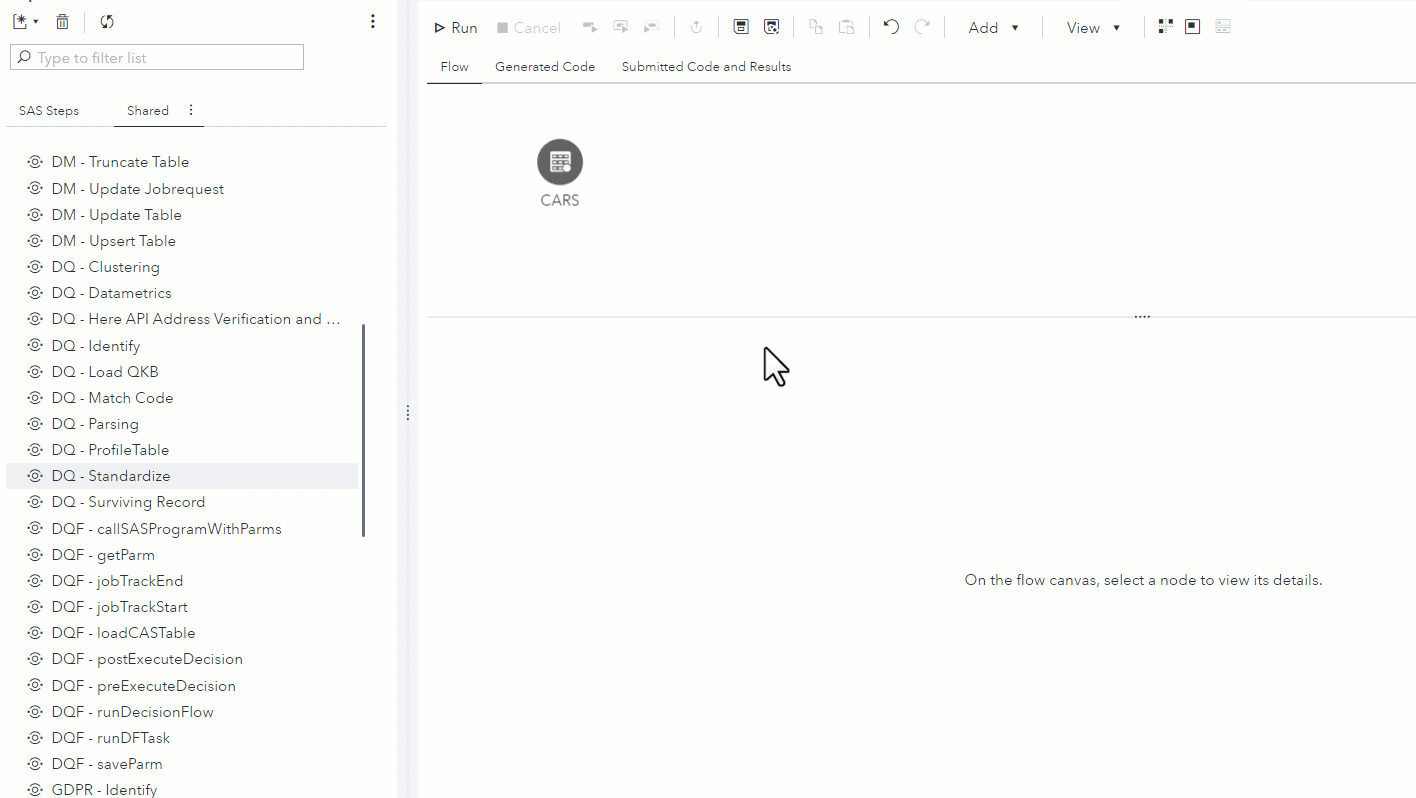 Run
Cancel
Add
View
Type to filter list
Flow
Generated Code
Submitted Code and Results
SAS Steps
Shared
DM - Truncate Table
DM - Update Jobrequest
DM - Update Table
DM - Upsert Table
DQ - Clustering
DQ - Datametrics
DQ - Here API Address Verification and ...
DQ - Identify
DQ - Load QKB
DQ - Match Code
DQ - Parsing
DQ - ProfileTable
DQ - Standardize
DQ - Surviving Record
DQF - callSASProgramWithParms
DQF - getParm
DQF - jobTrackEnd
DQF - jobTrackStart
DQF - loadCASTable
DQF - postExecuteDecision
DQF - preExecuteDecision
DQF - runDecisionFlow
DQF - runDFTask
DQF - saveParm
GDPR - Identify
CARS
On the flow canvas, select a node to view its details.